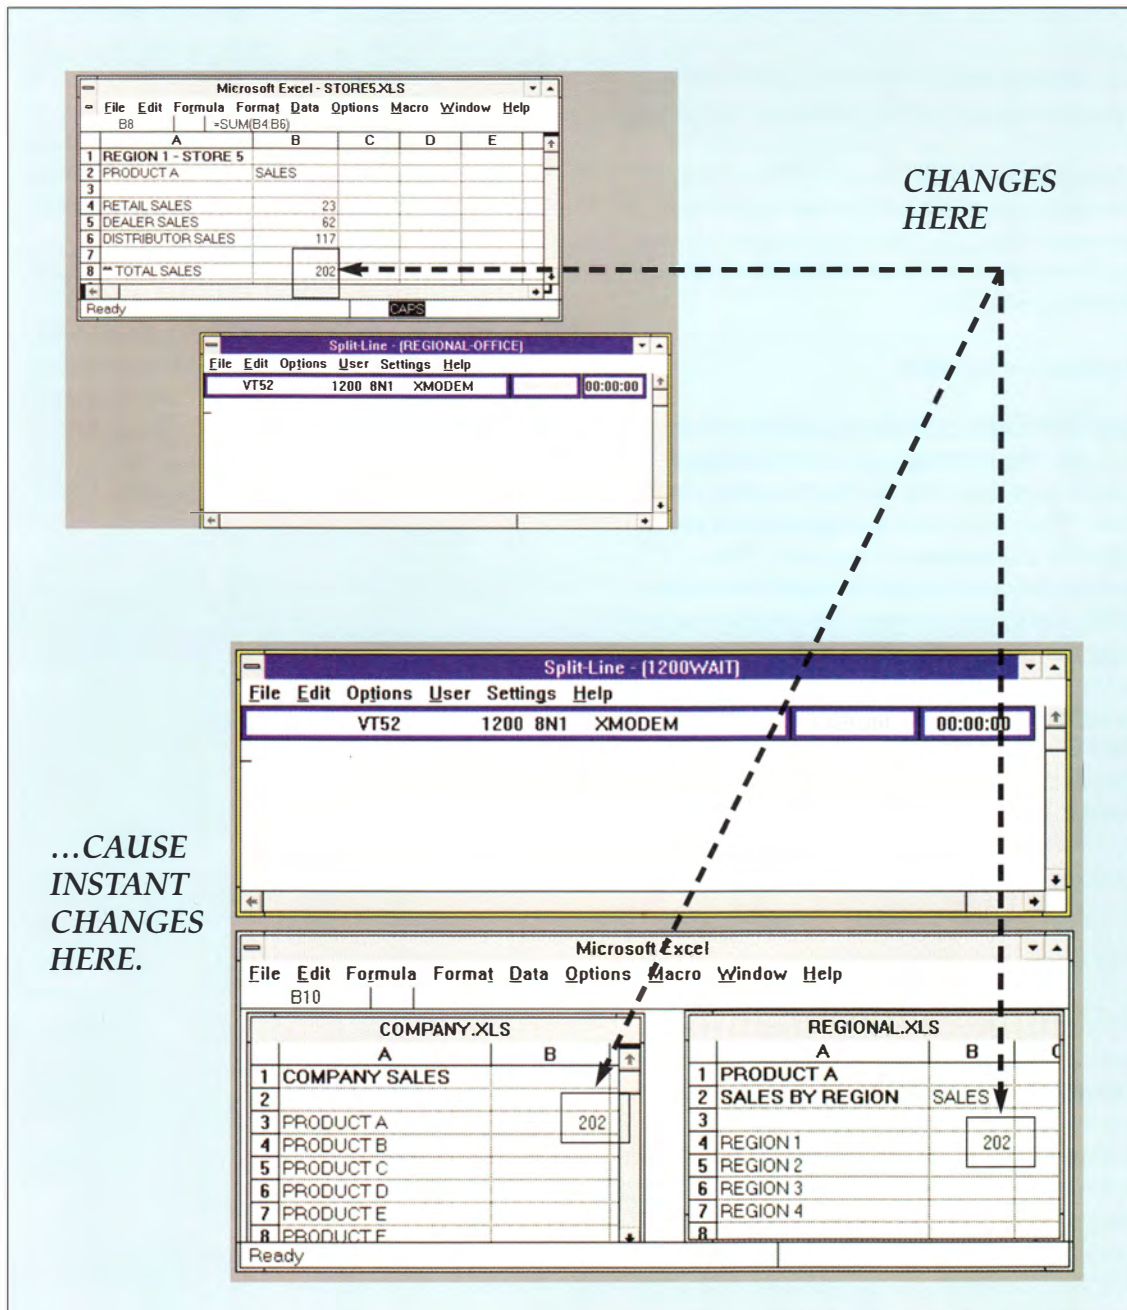 Microsoft Excel - STORE5.XLS
File Edit Formula Format Data Options Macro Window Help
B8 =SUM(B4:B6)
A B C D E
1 REGION 1 - STORE 5
2 PRODUCT A SALES
3
4 RETAIL SALES 23
5 DEALER SALES 62
6 DISTRIBUTOR SALES 117
7
8 ** TOTAL SALES 202
Ready CAPS
CHANGES
HERE
Split-Line - (REGIONAL-OFFICE)
File Edit Options User Settings Help
VT52 1200 8N1 XMODEM 00:00:00
Split-Line - (1200WAIT)
File Edit Options User Settings Help
VT52 1200 8N1 XMODEM 00:00:00
...CAUSE
INSTANT
CHANGES
HERE.
Microsoft Excel
File Edit Formula Format Data Options Macro Window Help
B10
COMPANY.XLS
A B
1 COMPANY SALES
2
3 PRODUCT A 202
4 PRODUCT B
5 PRODUCT C
6 PRODUCT D
7 PRODUCT E
8 PRODUCT F
REGIONAL.XLS
A B C
1 PRODUCT A
2 SALES BY REGION SALES
3
4 REGION 1 202
5 REGION 2
6 REGION 3
7 REGION 4
8
Ready